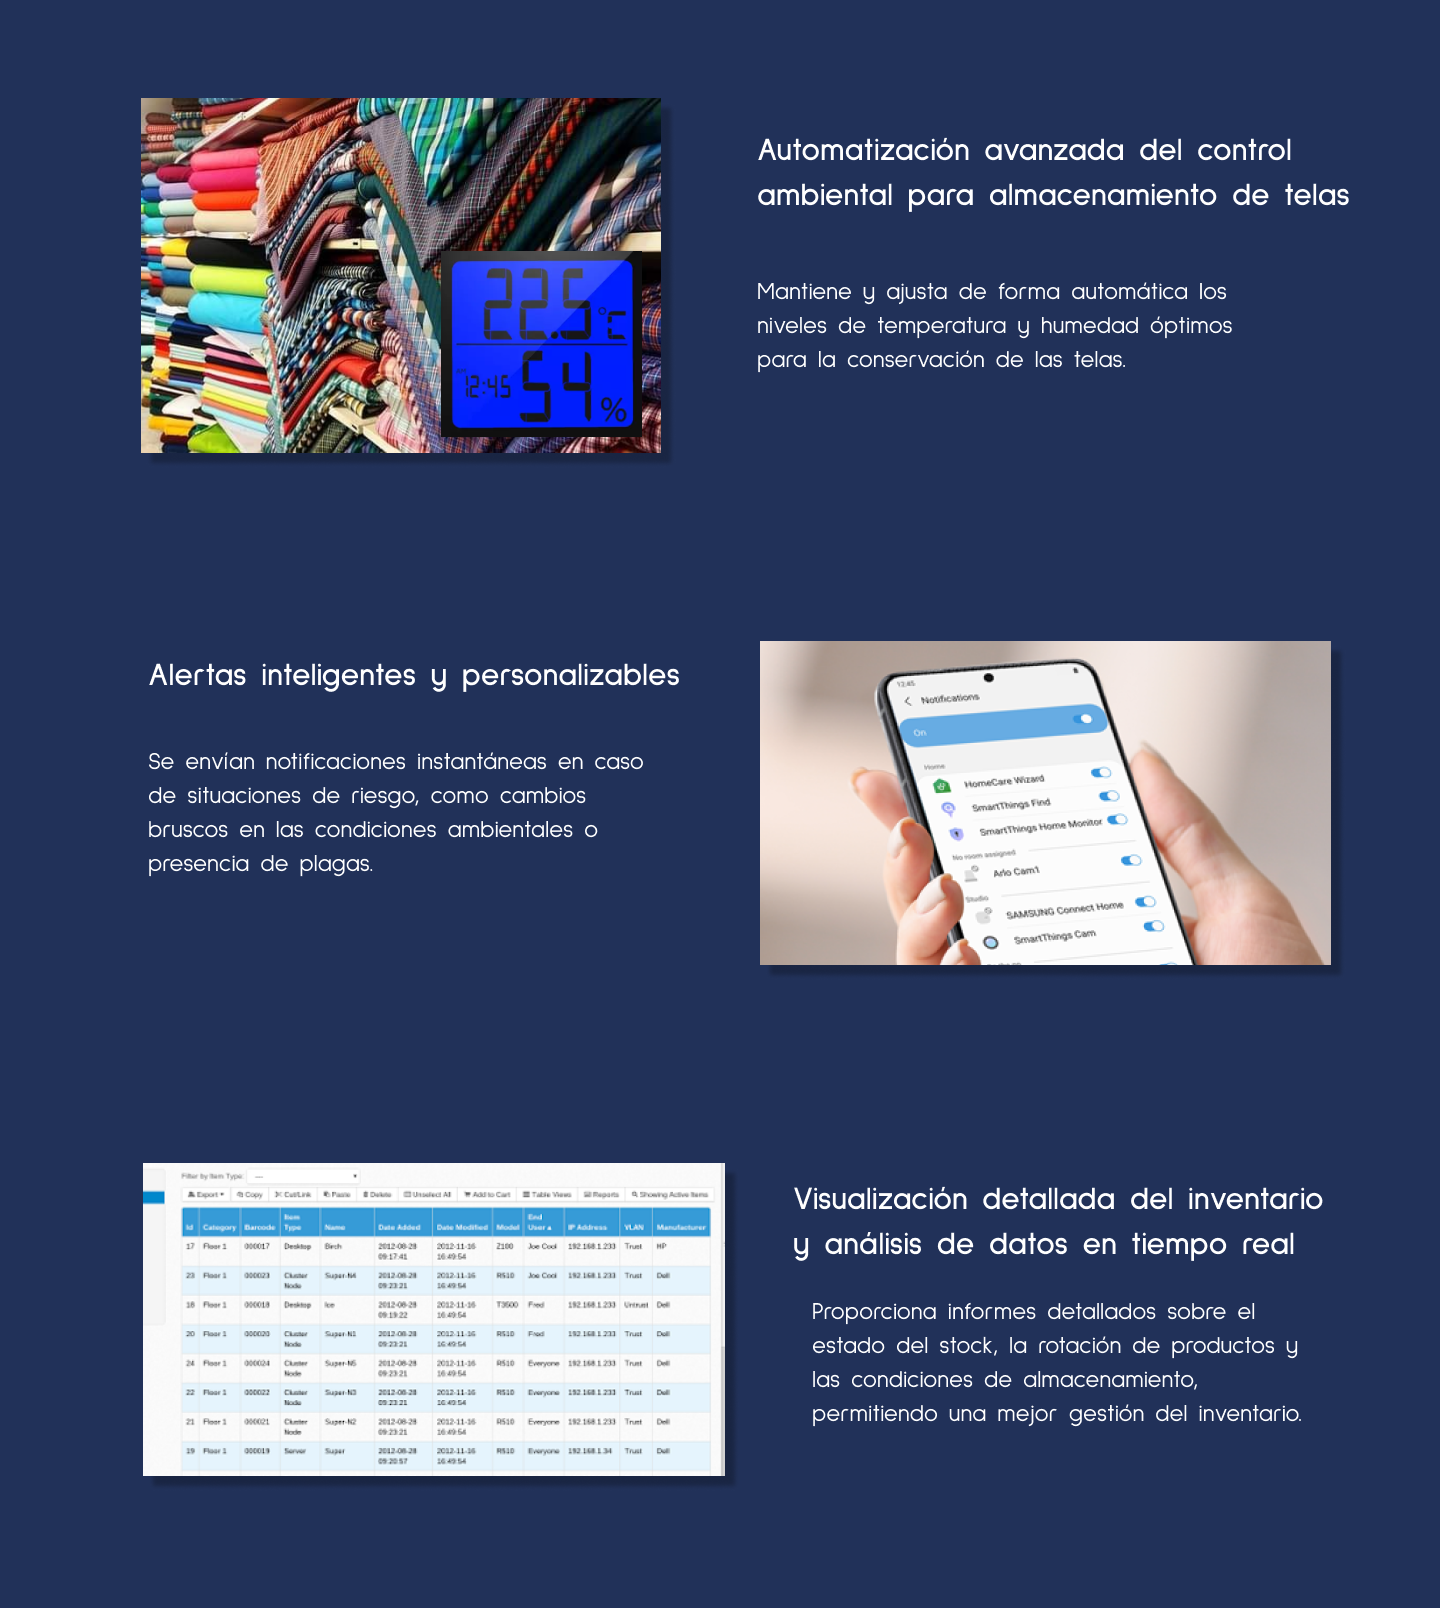 22.5 °C
12:45 54 %
Automatización avanzada del control
ambiental para almacenamiento de telas
Mantiene y ajusta de forma automática los
niveles de temperatura y humedad óptimos
para la conservación de las telas.
Alertas inteligentes y personalizables
Se envían notificaciones instantáneas en caso
de situaciones de riesgo, como cambios
bruscos en las condiciones ambientales o
presencia de plagas.
12:45
Notifications
On
Home
HomeCare Wizard
SmartThings Find
SmartThings Home Monitor
No room assigned
Arlo Cam1
Studio
SAMSUNG Connect Home
SmartThings Cam
Filter by Item Type: ---
Export Copy Cut/Link Paste Delete Unselect All Add to Cart Table Views Reports Showing Active Items
Id Category Barcode Item Type Name Date Added Date Modified Model End User IP Address VLAN Manufacturer
17 Floor 1 000017 Desktop Birch 2012-08-28 09:17:41 2012-11-16 16:49:54 Z100 Joe Cool 192.168.1.233 Trust HP
23 Floor 1 000023 Cluster Node Super-N4 2012-08-28 09:23:21 2012-11-16 16:49:54 R510 Joe Cool 192.168.1.233 Trust Dell
18 Floor 1 000018 Desktop Ice 2012-08-28 09:19:22 2012-11-16 16:49:54 T3500 Fred 192.168.1.233 Untrust Dell
20 Floor 1 000020 Cluster Node Super-N1 2012-08-28 09:23:21 2012-11-16 16:49:54 R510 Fred 192.168.1.233 Trust Dell
24 Floor 1 000024 Cluster Node Super-N5 2012-08-28 09:23:21 2012-11-16 16:49:54 R510 Everyone 192.168.1.233 Trust Dell
22 Floor 1 000022 Cluster Node Super-N3 2012-08-28 09:23:21 2012-11-16 16:49:54 R510 Everyone 192.168.1.233 Trust Dell
21 Floor 1 000021 Cluster Node Super-N2 2012-08-28 09:23:21 2012-11-16 16:49:54 R510 Everyone 192.168.1.233 Trust Dell
19 Floor 1 000019 Server Super 2012-08-28 09:20:57 2012-11-16 16:49:54 R510 Everyone 192.168.1.34 Trust Dell
Visualización detallada del inventario
y análisis de datos en tiempo real
Proporciona informes detallados sobre el
estado del stock, la rotación de productos y
las condiciones de almacenamiento,
permitiendo una mejor gestión del inventario.